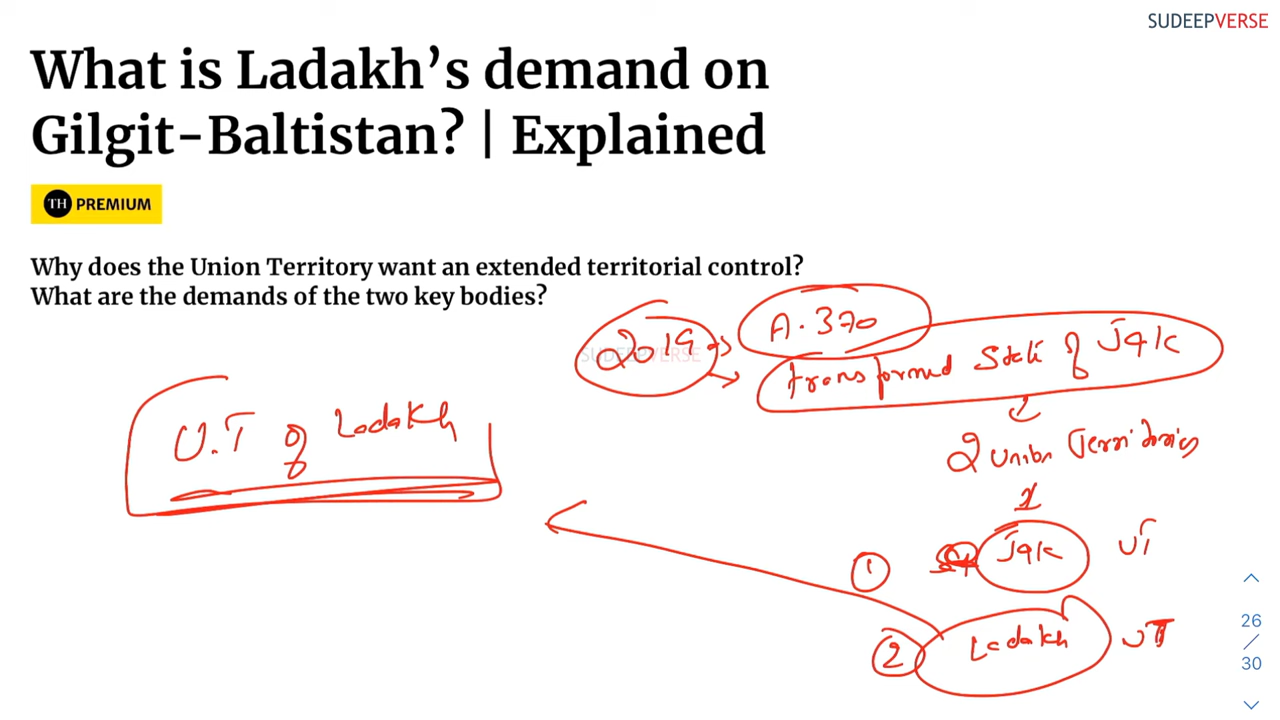 SUDEEPVERSE
What is Ladakh's demand on
Gilgit-Baltistan? | Explained
TH PREMIUM
Why does the Union Territory want an extended territorial control?
What are the demands of the two key bodies?
2019
A.370
SUDEEPVERSE
transformed State of J&K
U.T of Ladakh
2 Union Territories
1 J&K UT
2 Ladakh UT
26
/
30